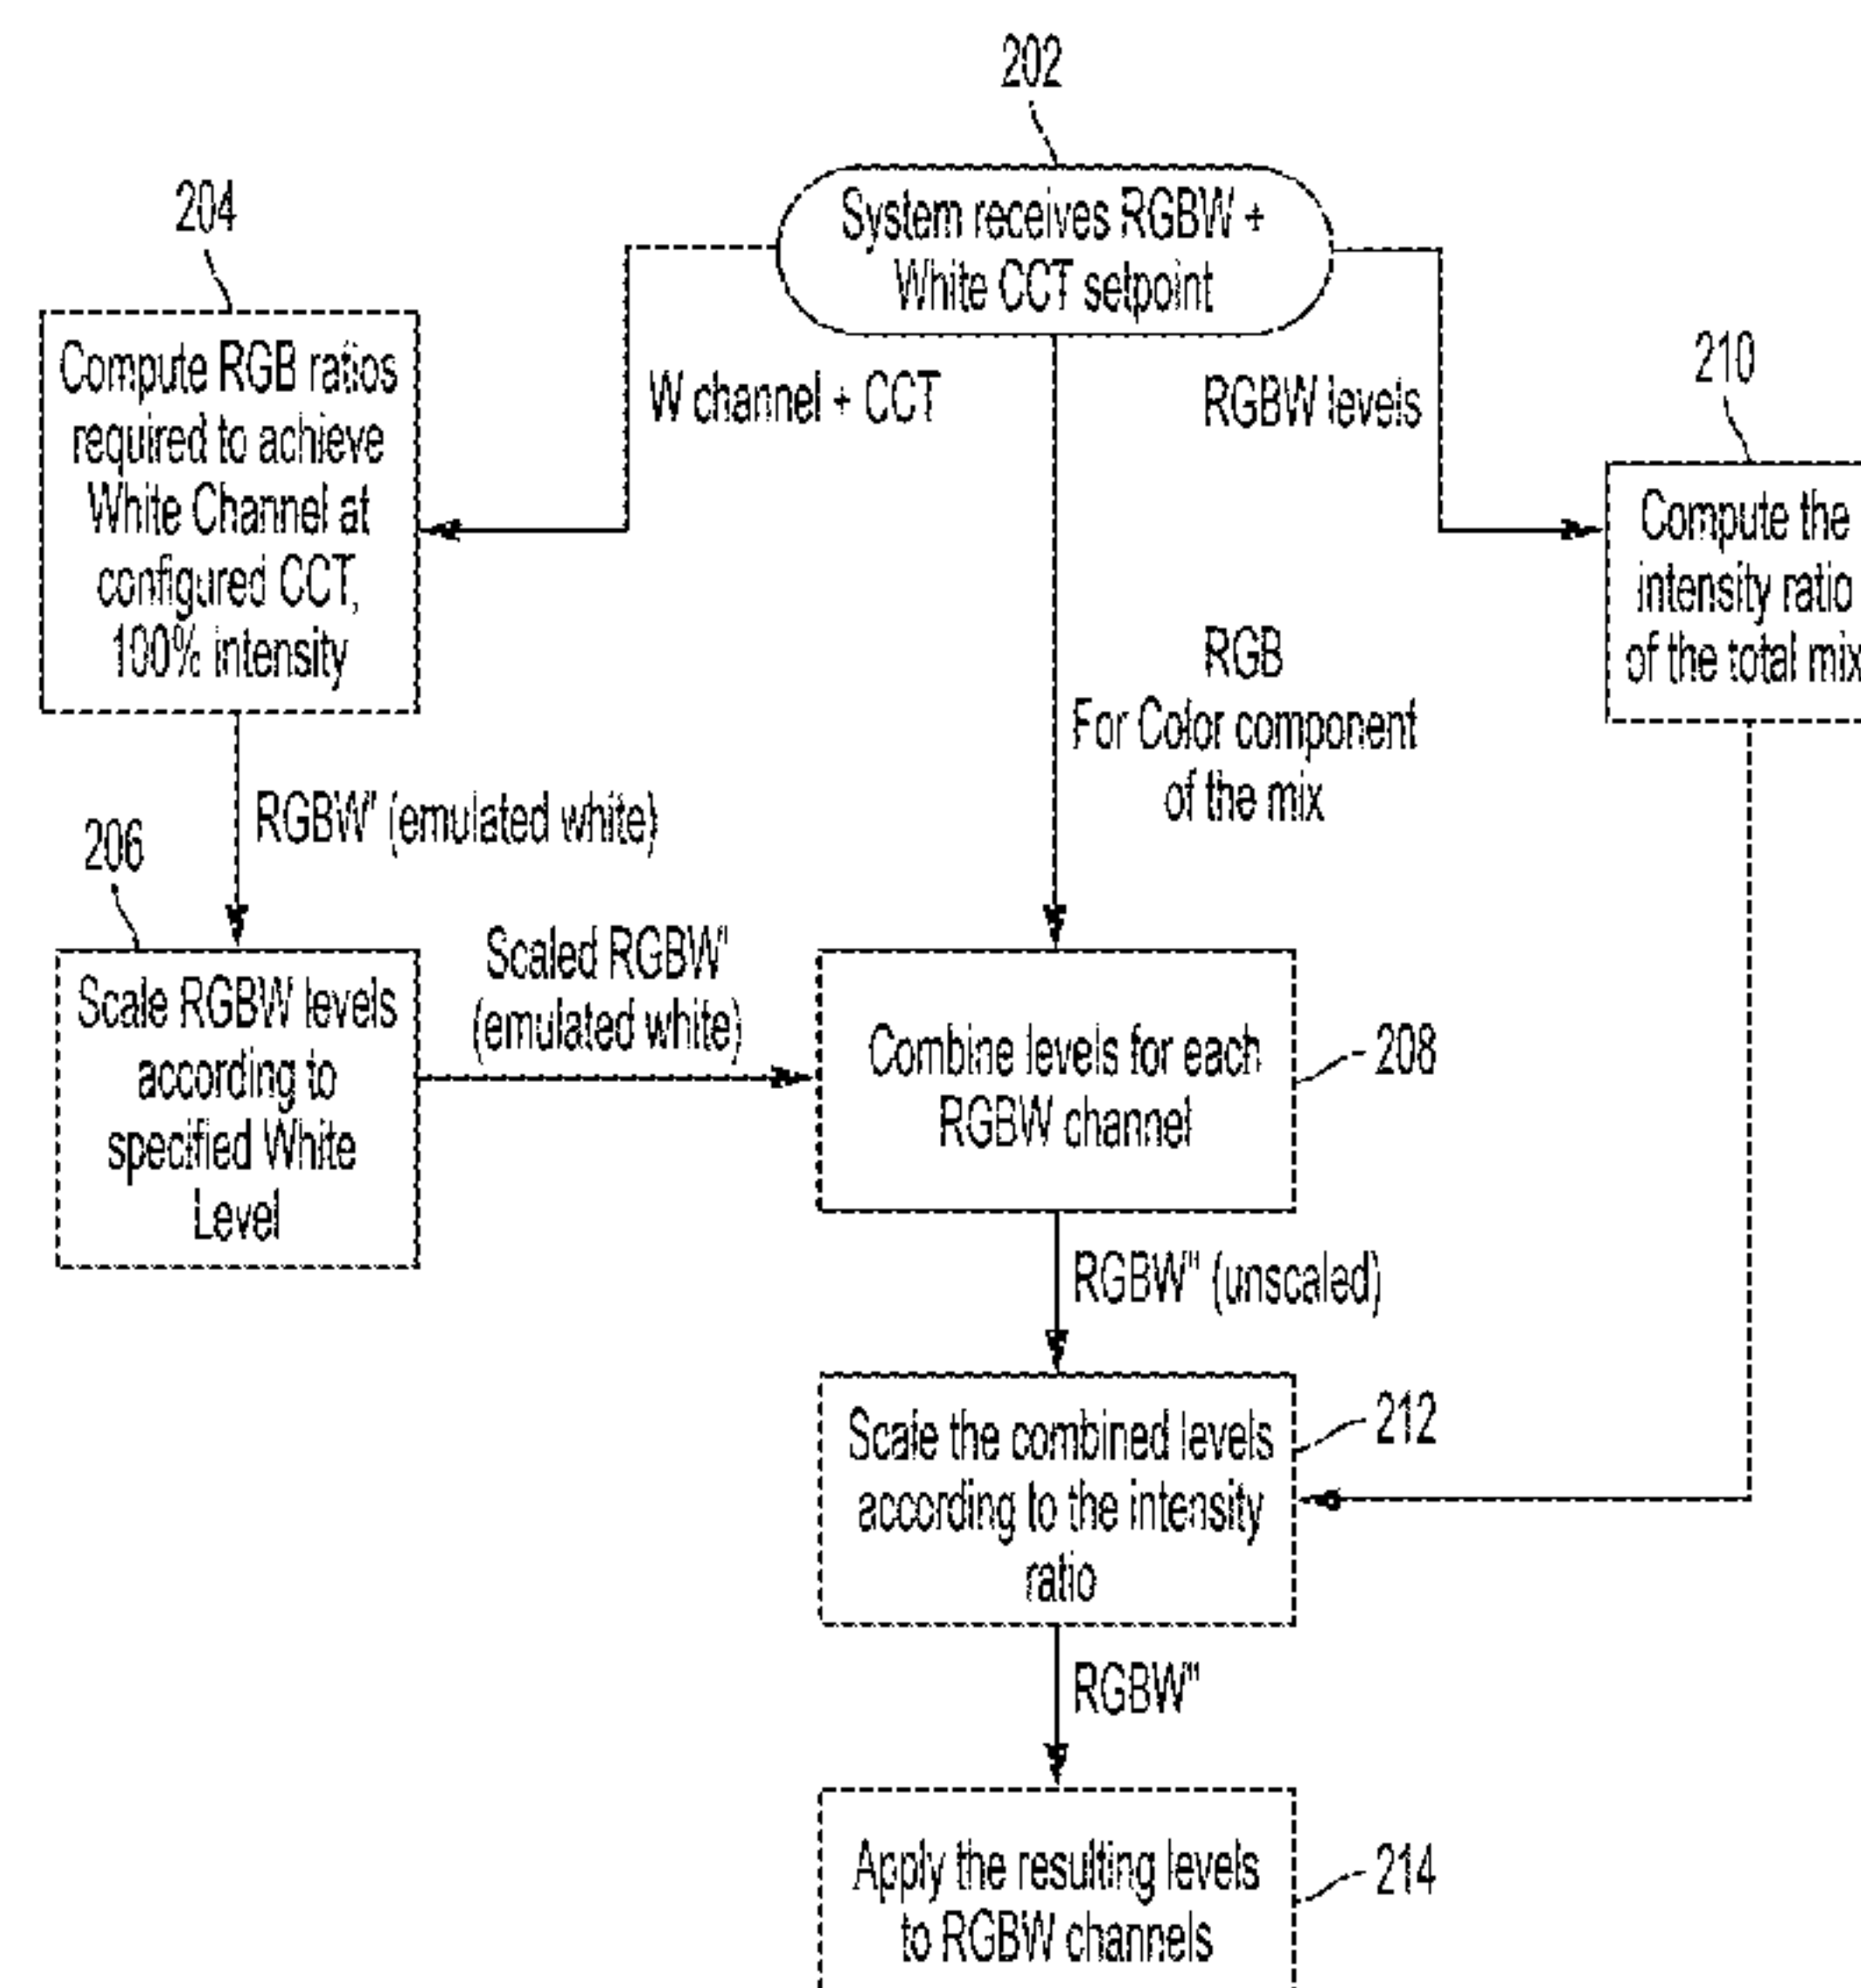 202
System receives RGBW +
White CCT setpoint
204
Compute RGB ratios
required to achieve
White Channel at
configured CCT,
100% intensity
W channel + CCT
RGBW levels
210
Compute the
intensity ratio
of the total mix
RGB
For Color component
of the mix
RGBW' (emulated white)
206
Scale RGBW levels
according to
specified White
Level
Scaled RGBW"
(emulated white)
Combine levels for each
RGBW channel
208
RGBW" (unscaled)
Scale the combined levels
according to the intensity
ratio
212
RGBW'"
Apply the resulting levels
to RGBW channels
214